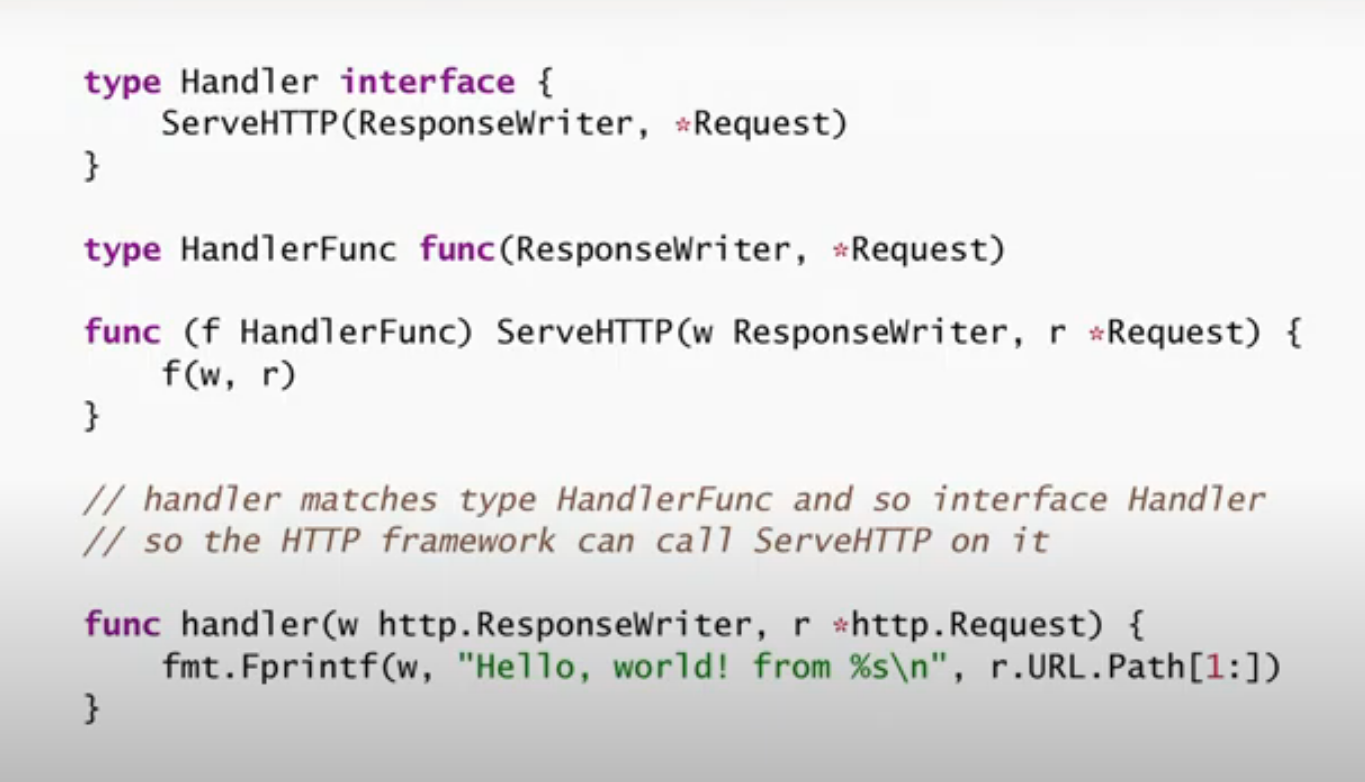 type Handler interface {
    ServeHTTP(ResponseWriter, *Request)
}

type HandlerFunc func(ResponseWriter, *Request)

func (f HandlerFunc) ServeHTTP(w ResponseWriter, r *Request) {
    f(w, r)
}

// handler matches type HandlerFunc and so interface Handler
// so the HTTP framework can call ServeHTTP on it

func handler(w http.ResponseWriter, r *http.Request) {
    fmt.Fprintf(w, "Hello, world! from %s\n", r.URL.Path[1:])
}